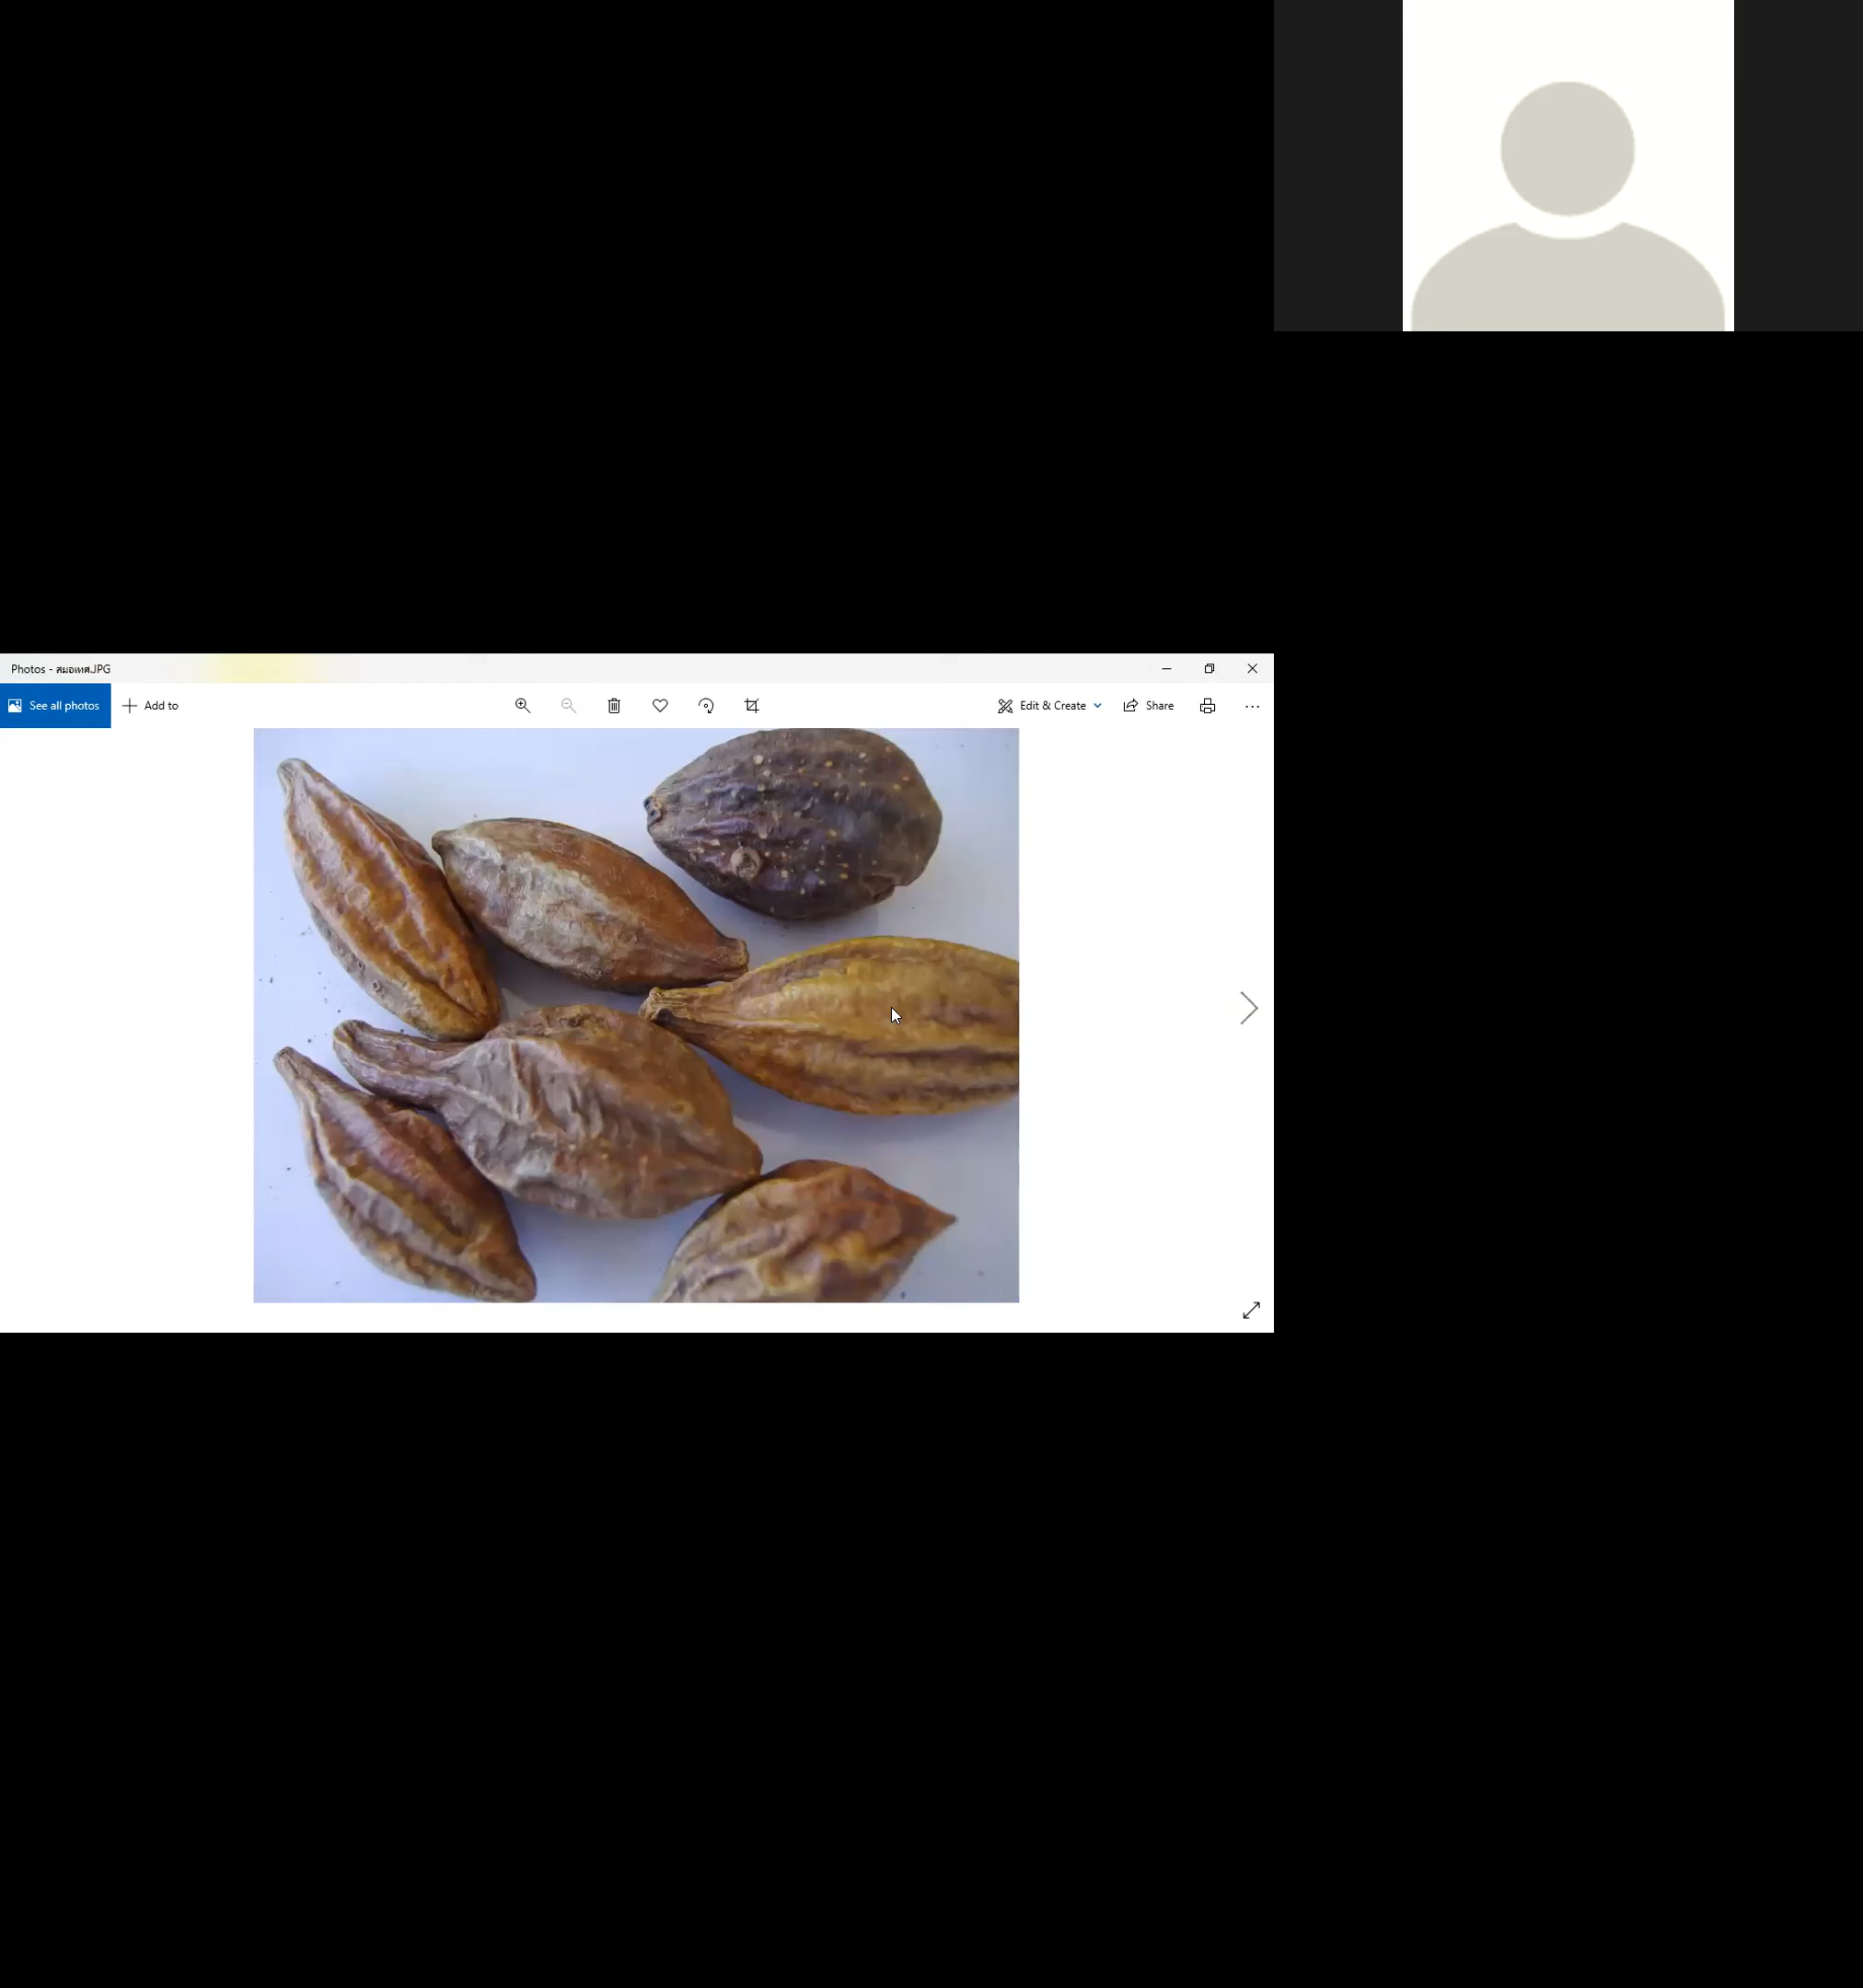 Photos - สมอเทศ.JPG
See all photos
Add to
Edit & Create
Share